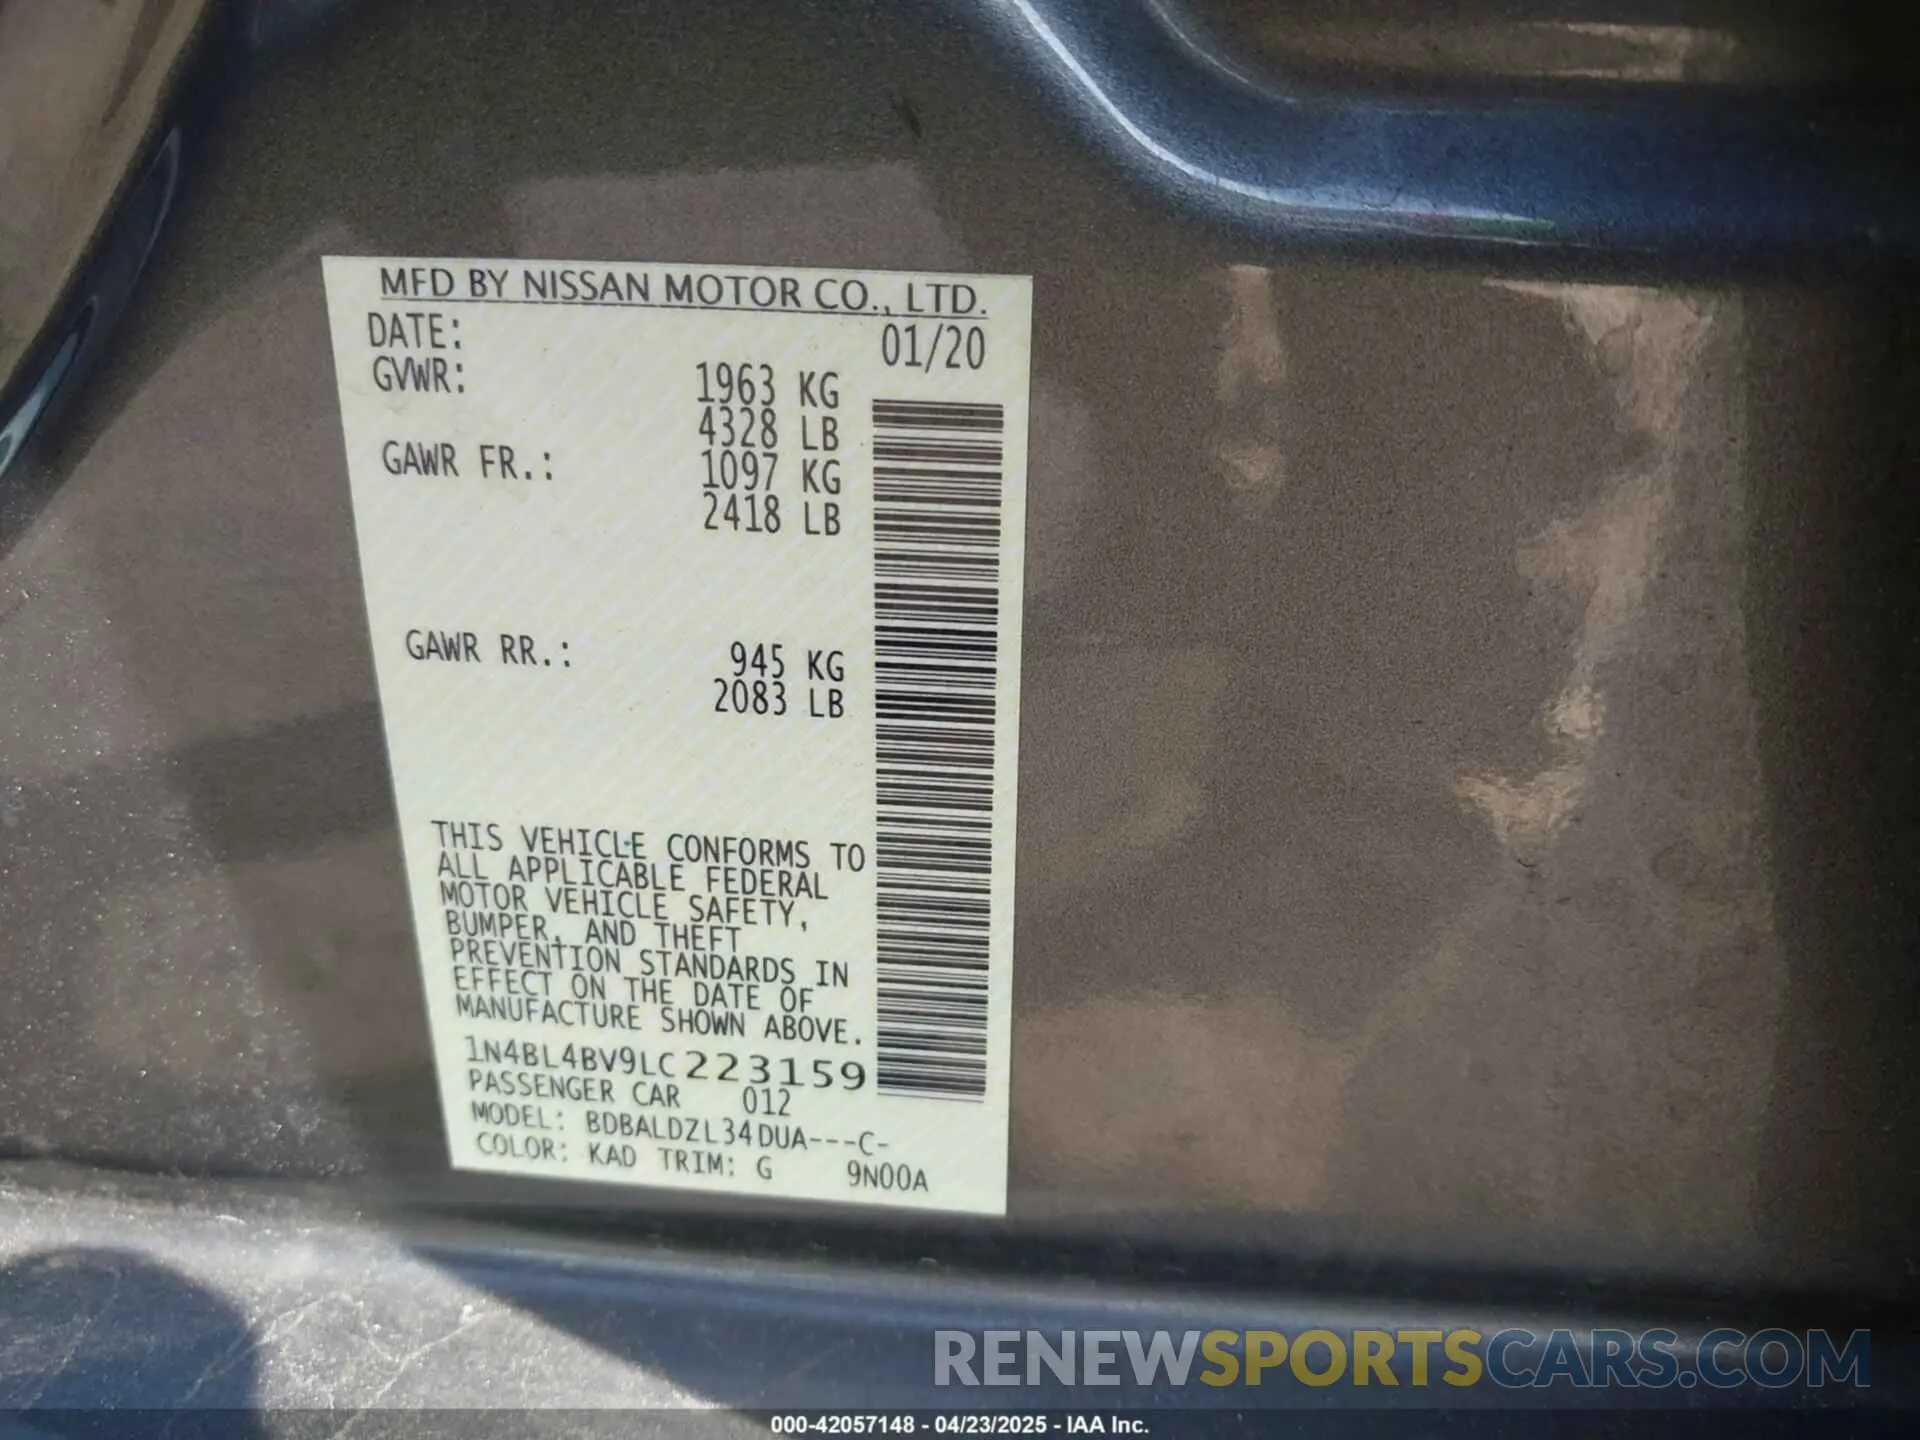 MFD BY NISSAN MOTOR CO., LTD.
DATE: 01/20
GVWR: 1963 KG
4328 LB
GAWR FR.: 1097 KG
2418 LB
GAWR RR.: 945 KG
2083 LB
THIS VEHICLE CONFORMS TO
ALL APPLICABLE FEDERAL
MOTOR VEHICLE SAFETY,
BUMPER, AND THEFT
PREVENTION STANDARDS IN
EFFECT ON THE DATE OF
MANUFACTURE SHOWN ABOVE.
1N4BL4BV9LC223159
PASSENGER CAR 012
MODEL: BDBALDZL34DUA---C-
COLOR: KAD TRIM: G 9N00A
RENEWSPORTSCARS.COM
000-42057148 - 04/23/2025 - IAA Inc.